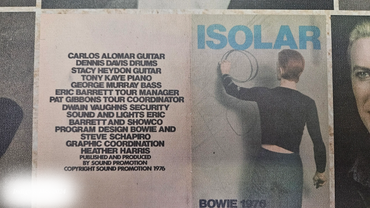 CARLOS ALOMAR GUITAR
DENNIS DAVIS DRUMS
STACY HEYDON GUITAR
TONY KAYE PIANO
GEORGE MURRAY BASS
ERIC BARRETT TOUR MANAGER
PAT GIBBONS TOUR COORDINATOR
DWAIN VAUGHNS SECURITY
SOUND AND LIGHTS ERIC
BARRETT AND SHOWCO
PROGRAM DESIGN BOWIE AND
STEVE SCHAPIRO
GRAPHIC COORDINATION
HEATHER HARRIS
PUBLISHED AND PRODUCED
BY SOUND PROMOTION
COPYRIGHT SOUND PROMOTION 1976
ISOLAR
BOWIE 1976